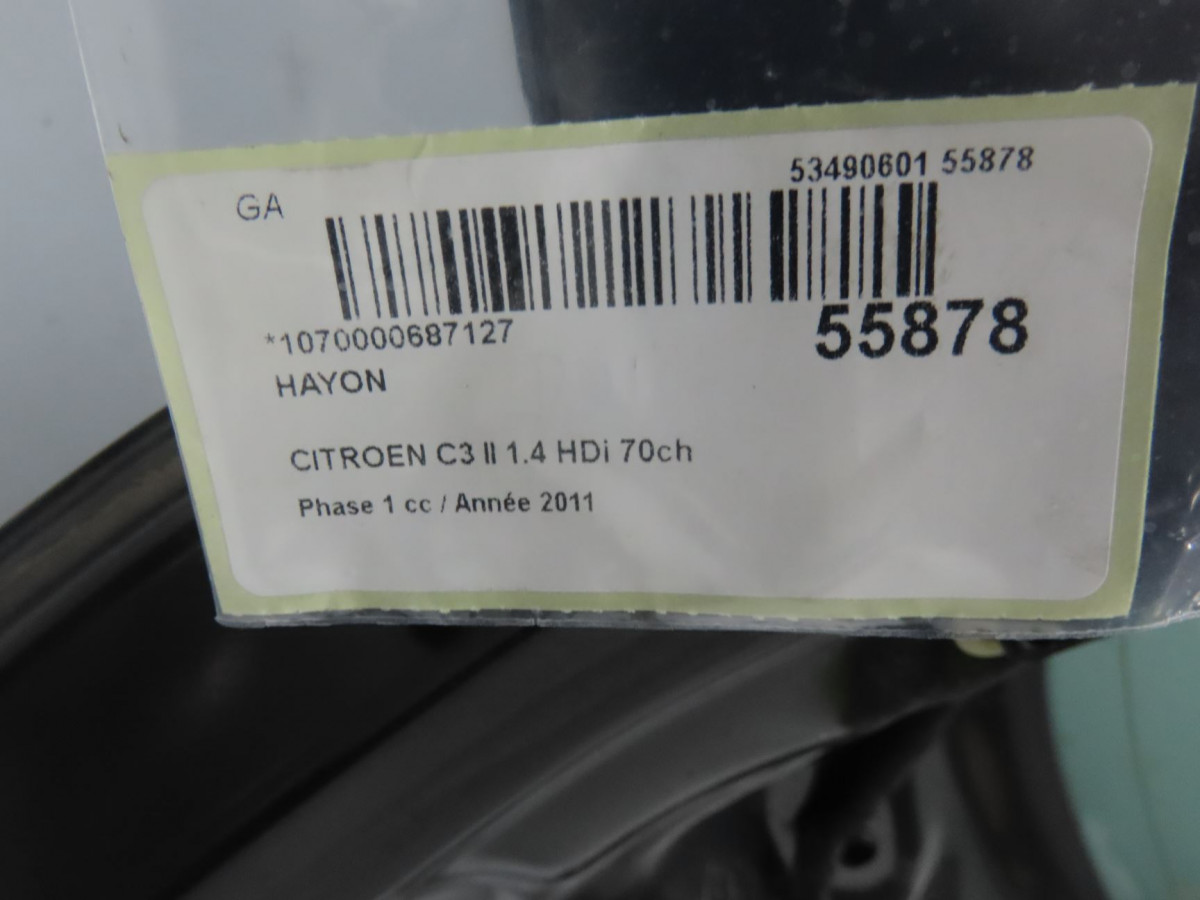 53490601 55878
GA
*1070000687127
55878
HAYON
CITROEN C3 II 1.4 HDi 70ch
Phase 1 cc / Année 2011